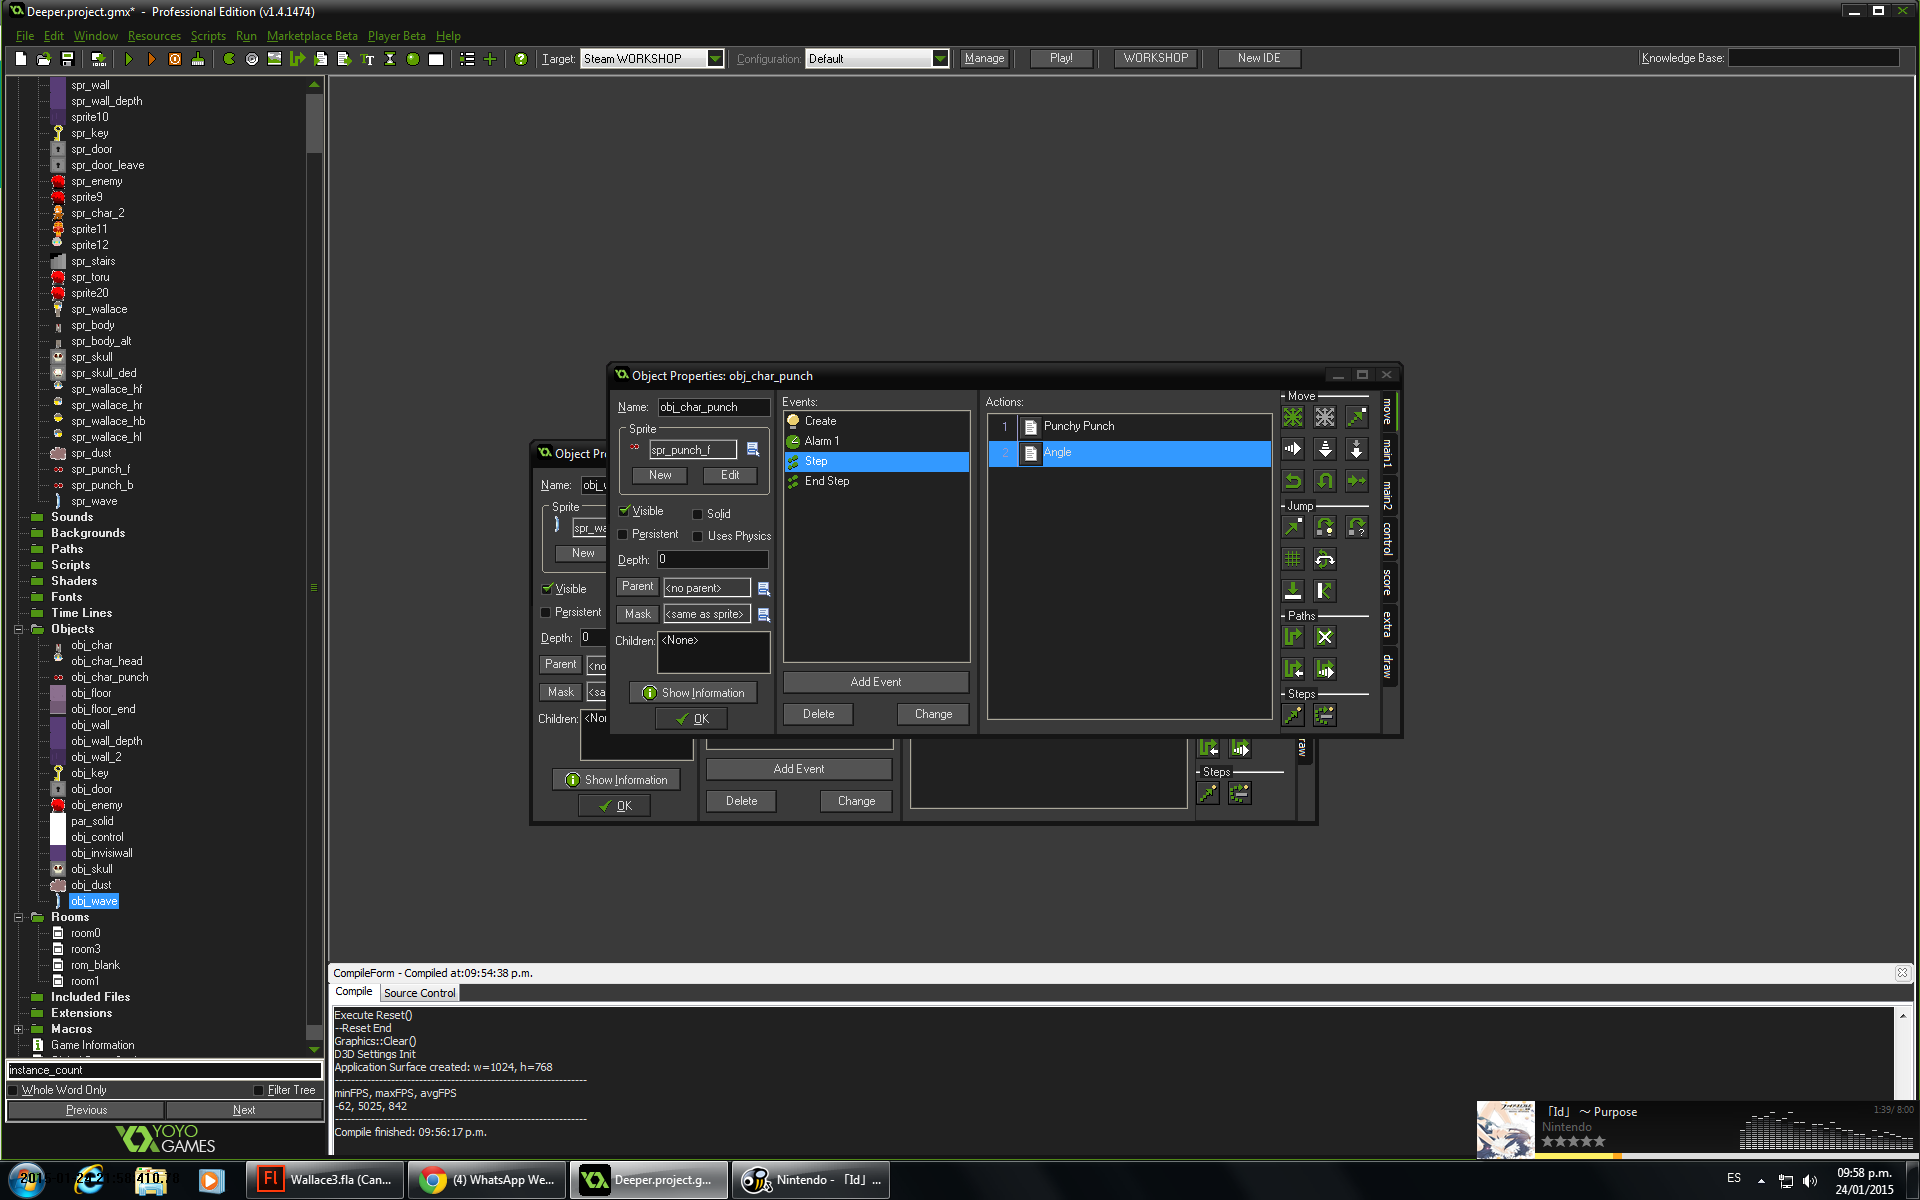 Deeper.project.gmx* - Professional Edition (v1.4.1474)
File Edit Window Resources Scripts Run Marketplace Beta Player Beta Help
Target: Steam WORKSHOP Configuration: Default Manage Play! WORKSHOP New IDE Knowledge Base:
spr_wall
spr_wall_depth
sprite10
spr_key
spr_door
spr_door_leave
spr_enemy
sprite9
spr_char_2
sprite11
sprite12
spr_stairs
spr_toru
sprite20
spr_wallace
spr_body
spr_body_alt
spr_skull
spr_skull_ded
spr_wallace_hf
spr_wallace_hr
spr_wallace_hb
spr_wallace_hl
spr_dust
spr_punch_f
spr_punch_b
spr_wave
Sounds
Backgrounds
Paths
Scripts
Shaders
Fonts
Time Lines
Objects
obj_char
obj_char_head
obj_char_punch
obj_floor
obj_floor_end
obj_wall
obj_wall_depth
obj_wall_2
obj_key
obj_door
obj_enemy
par_solid
obj_control
obj_invisiwall
obj_skull
obj_dust
obj_wave
Rooms
room0
room3
rom_blank
room1
Included Files
Extensions
Macros
Game Information
instance_count
Whole Word Only Filter Tree
Previous Next
YOYO
GAMES
Object Properties: obj_char_punch
Name: obj_char_punch
Sprite
spr_punch_f
New Edit
Visible Solid
Persistent Uses Physics
Depth: 0
Parent <no parent>
Mask <same as sprite>
Children: <None>
Show Information
OK
Events:
Create
Alarm 1
Step
End Step
Add Event
Delete Change
Actions:
1 Punchy Punch
2 Angle
Move
Jump
Paths
Steps
move
main1
main2
control
score
extra
draw
Object Pr
Name: obj_
Sprite
spr_wa
New
Visible
Persistent
Depth: 0
Parent <no
Mask <sa
Children: <Non
Show Information
OK
Add Event
Delete Change
Steps
raw
CompileForm - Compiled at:09:54:38 p.m.
Compile Source Control
Execute Reset()
--Reset End
Graphics::Clear()
D3D Settings Init
Application Surface created: w=1024, h=768
minFPS, maxFPS, avgFPS
-62, 5025, 842
Compile finished: 09:56:17 p.m.
「Id」 ～ Purpose
Nintendo
1:39/ 8:00
Wallace3.fla (Can...
(4) WhatsApp We...
Deeper.project.g...
Nintendo - 「Id」 ...
ES
09:58 p.m.
24/01/2015